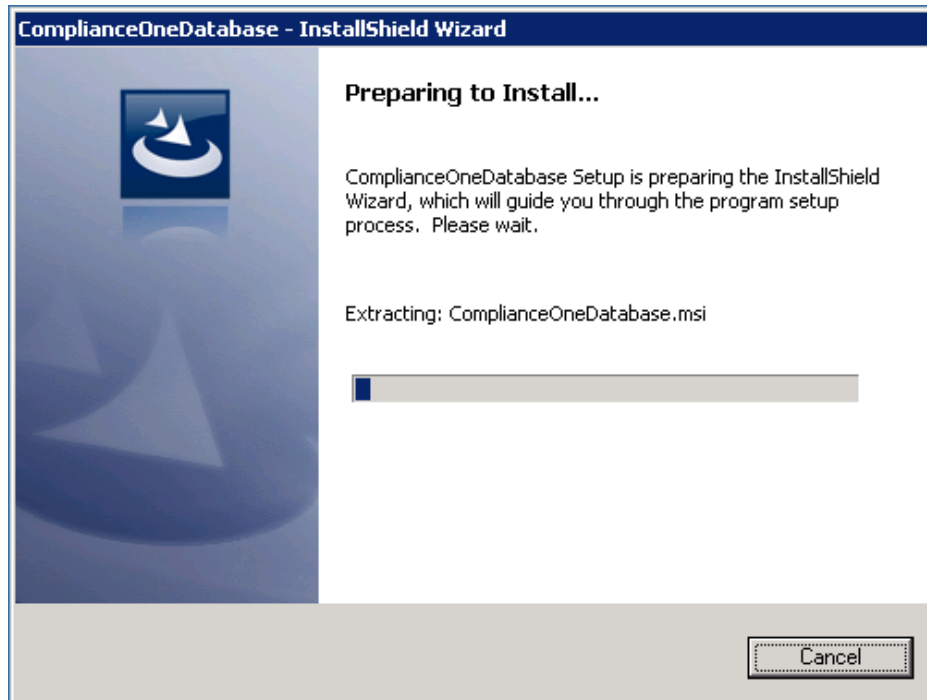 ComplianceOneDatabase - InstallShield Wizard
Preparing to Install...
ComplianceOneDatabase Setup is preparing the InstallShield
Wizard, which will guide you through the program setup
process.  Please wait.
Extracting: ComplianceOneDatabase.msi
Cancel